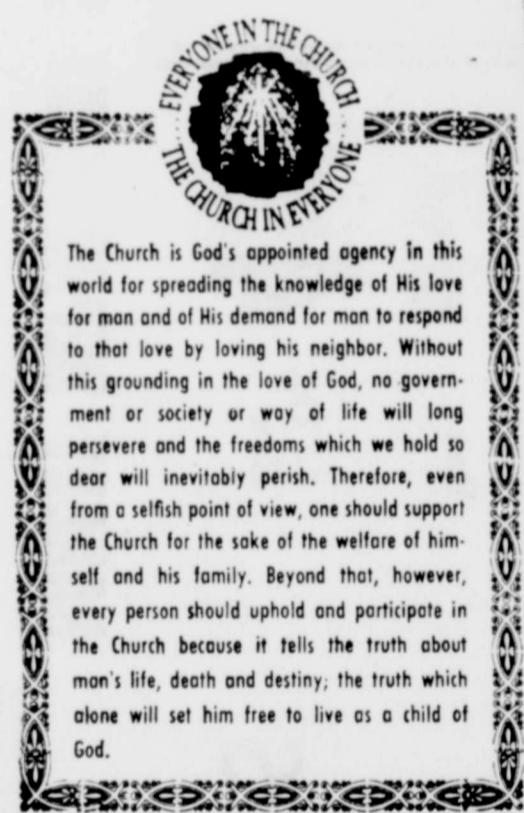 EVERYONE IN THE CHURCH
THE CHURCH IN EVERYONE
The Church is God's appointed agency in this
world for spreading the knowledge of His love
for man and of His demand for man to respond
to that love by loving his neighbor. Without
this grounding in the love of God, no govern-
ment or society or way of life will long
persevere and the freedoms which we hold so
dear will inevitably perish. Therefore, even
from a selfish point of view, one should support
the Church for the sake of the welfare of him-
self and his family. Beyond that, however,
every person should uphold and participate in
the Church because it tells the truth about
man's life, death and destiny; the truth which
alone will set him free to live as a child of
God.